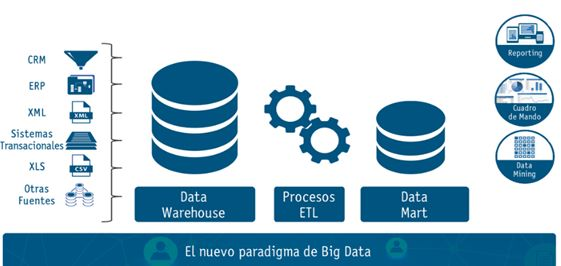 CRM
ERP
XML
XML
Sistemas
Transacionales
XLS
CSV
Otras
Fuentes
Data
Warehouse
Procesos
ETL
Data
Mart
Reporting
Cuadro
de Mando
Data
Mining
El nuevo paradigma de Big Data